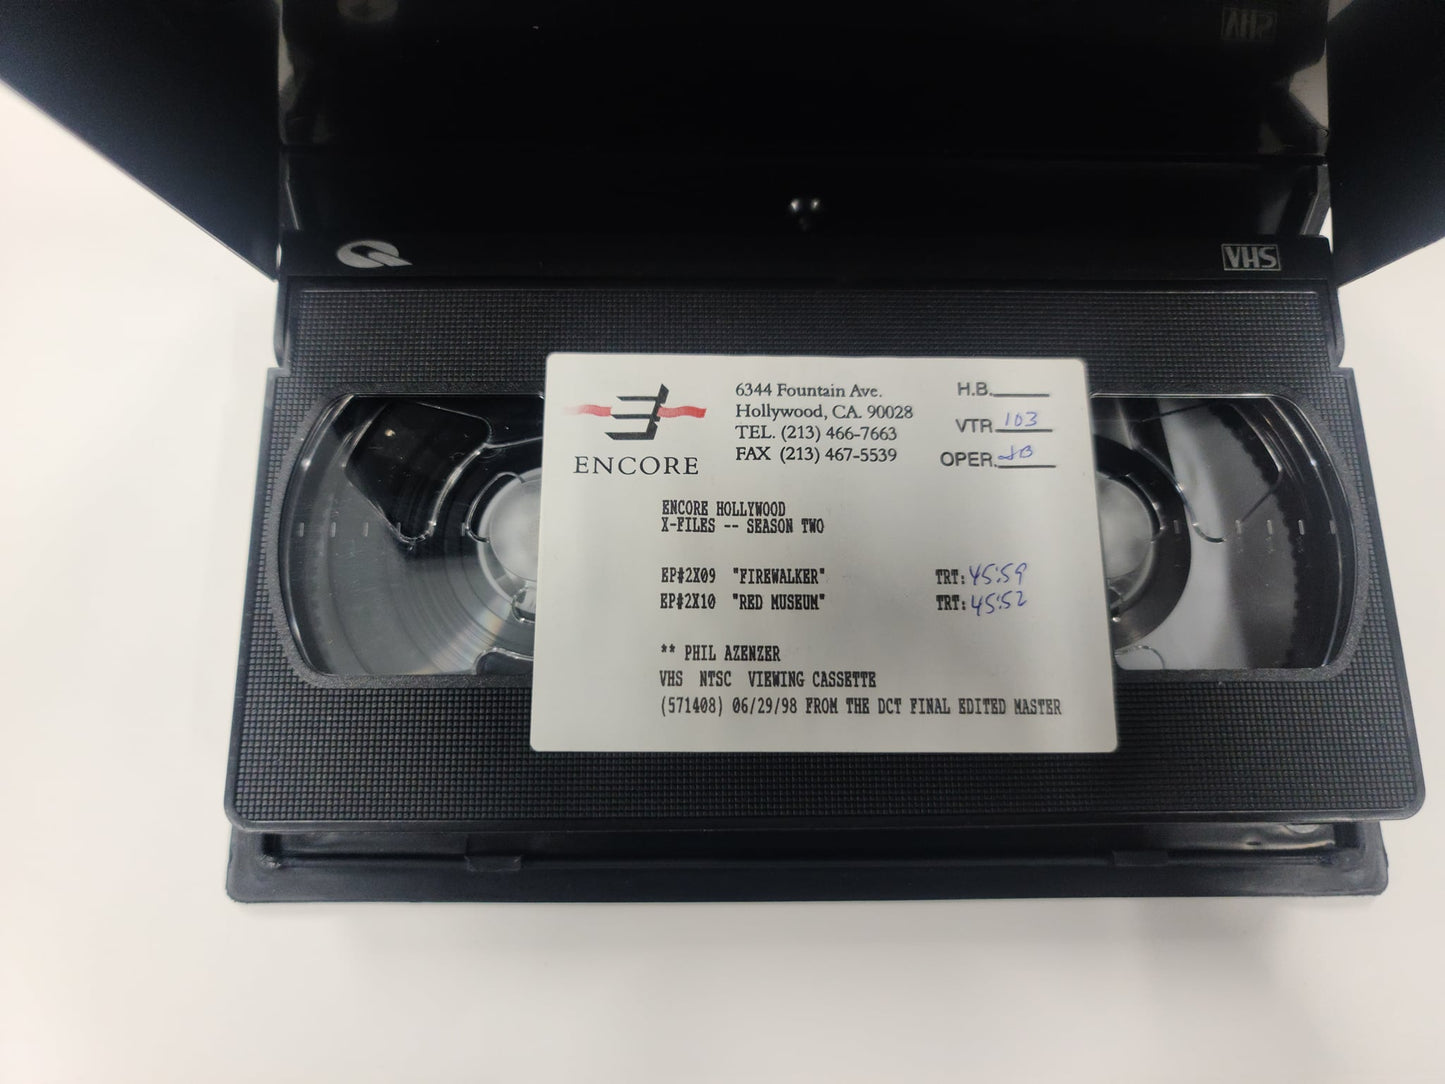 VHS
6344 Fountain Ave.
Hollywood, CA. 90028
TEL. (213) 466-7663
FAX (213) 467-5539
H.B.
VTR 103
OPER.
ENCORE
ENCORE HOLLYWOOD
X-FILES -- SEASON TWO
EP#2X09 "FIREWALKER" TRT: 45:59
EP#2X10 "RED MUSEUM" TRT: 45:52
** PHIL AZENZER
VHS NTSC VIEWING CASSETTE
(571408) 06/29/98 FROM THE DCT FINAL EDITED MASTER